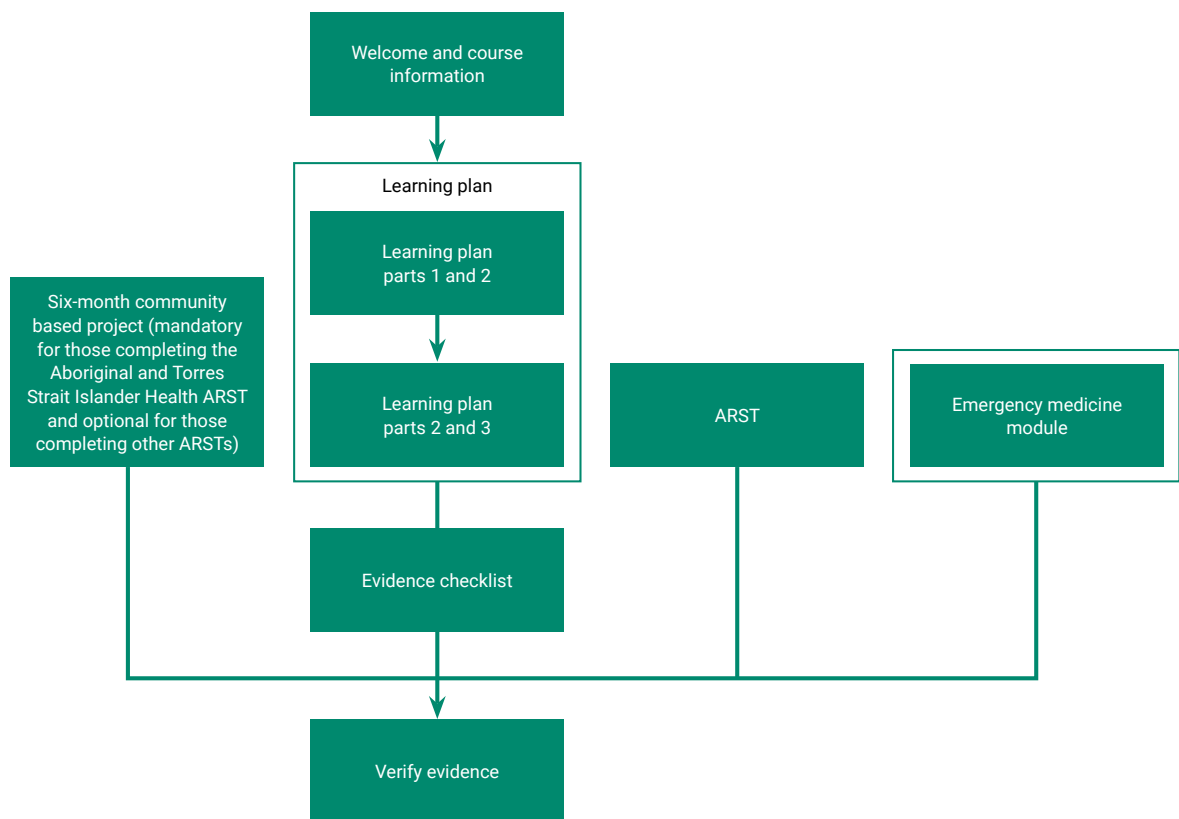 Welcome and course
information
Learning plan
Learning plan
parts 1 and 2
Six-month community
based project (mandatory
for those completing the
Aboriginal and Torres
Strait Islander Health ARST
and optional for those
completing other ARSTs)
Learning plan
parts 2 and 3
ARST
Emergency medicine
module
Evidence checklist
Verify evidence